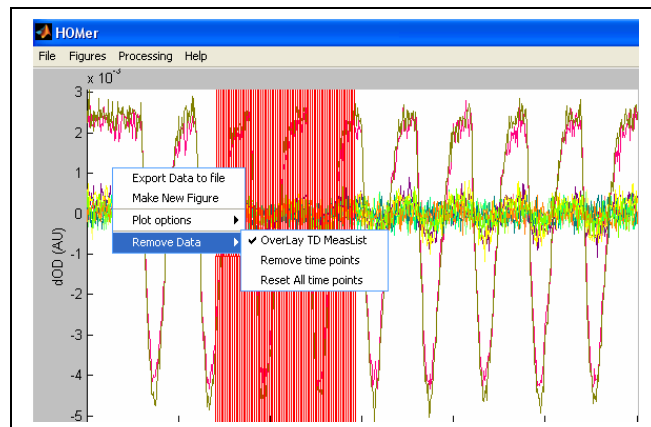 HOMer
File Figures Processing Help
x 10-3
3
2
1
0
-1
-2
-3
-4
-5
dOD (AU)
Export Data to file
Make New Figure
Plot options
Remove Data
✓ OverLay TD MeasList
Remove time points
Reset All time points